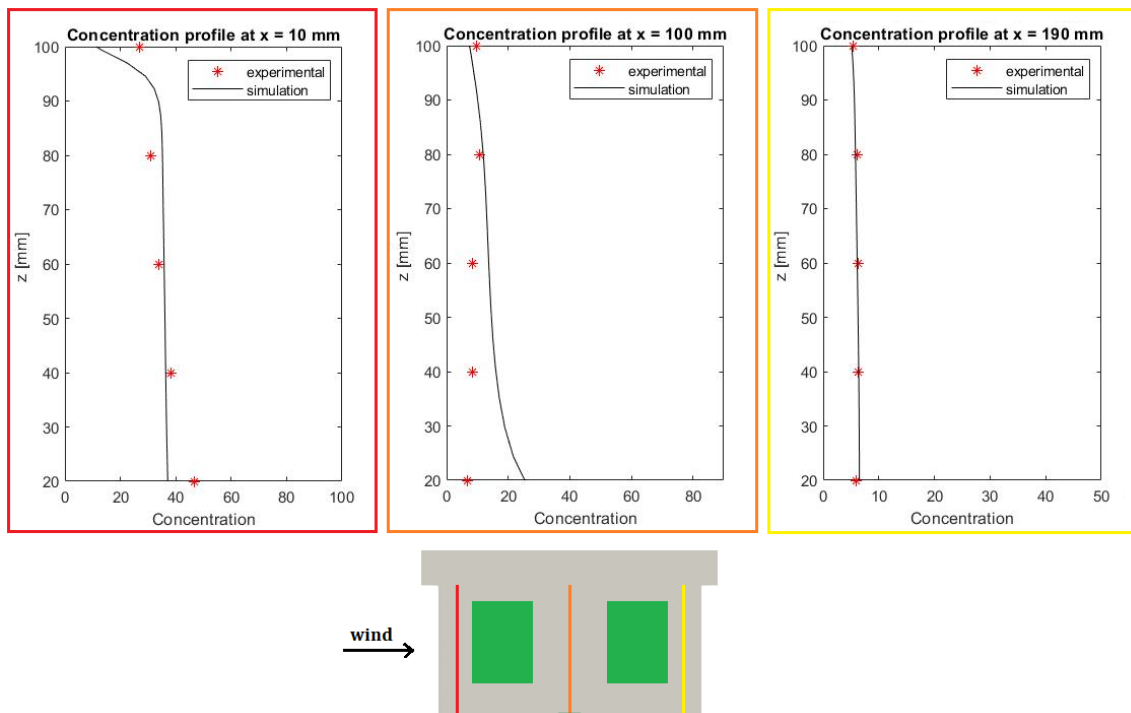 Concentration profile at x = 10 mm
experimental
simulation
100
90
80
70
60
50
40
30
20
z [mm]
0 20 40 60 80 100
Concentration
Concentration profile at x = 100 mm
experimental
simulation
100
90
80
70
60
50
40
30
20
z [mm]
0 20 40 60 80
Concentration
Concentration profile at x = 190 mm
experimental
simulation
100
90
80
70
60
50
40
30
20
z [mm]
0 10 20 30 40 50
Concentration
wind